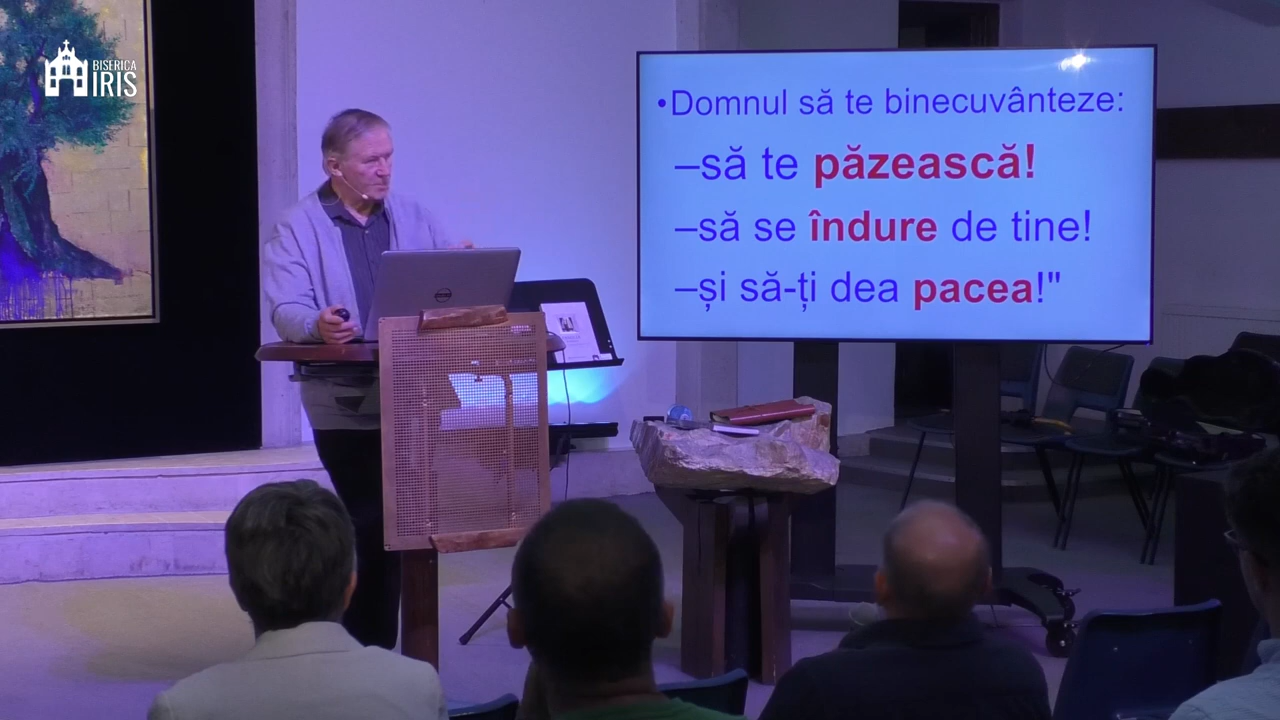 BISERICA
IRIS
•Domnul să te binecuvânteze:
–să te păzească!
–să se îndure de tine!
–și să-ți dea pacea!"
DELL